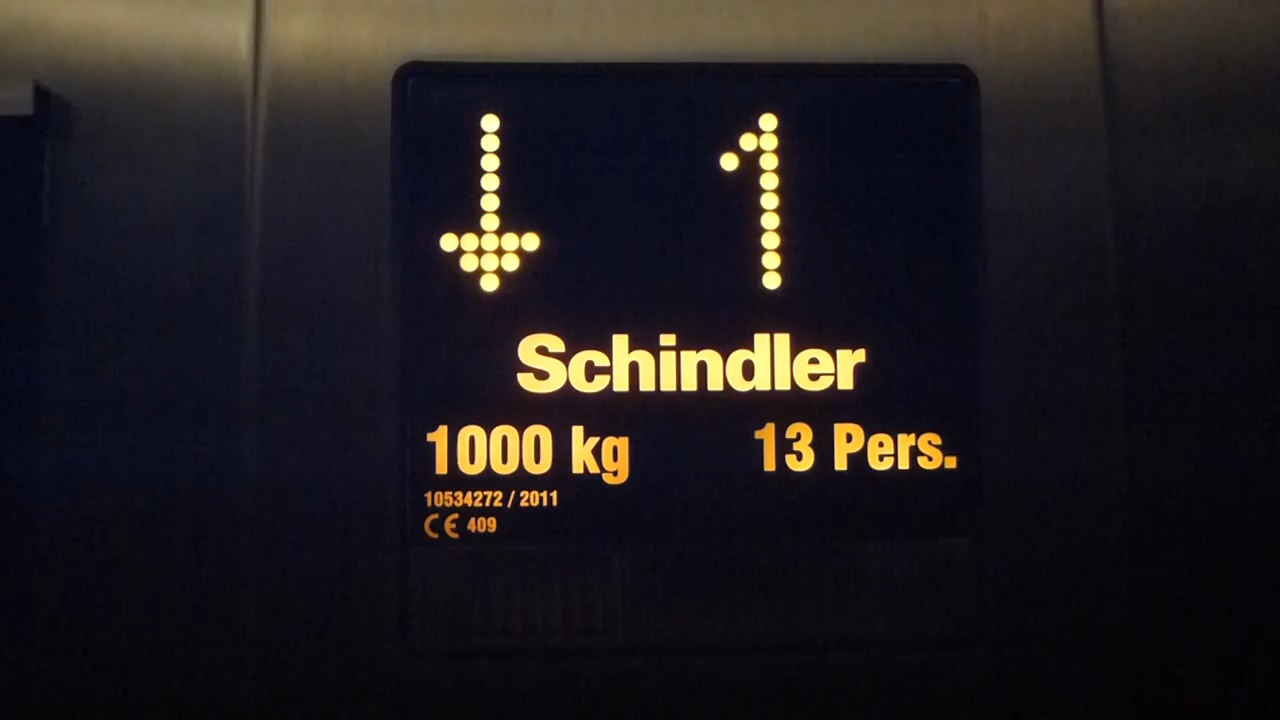 ↓ 1
Schindler
1000 kg 13 Pers.
10534272 / 2011
CE 409